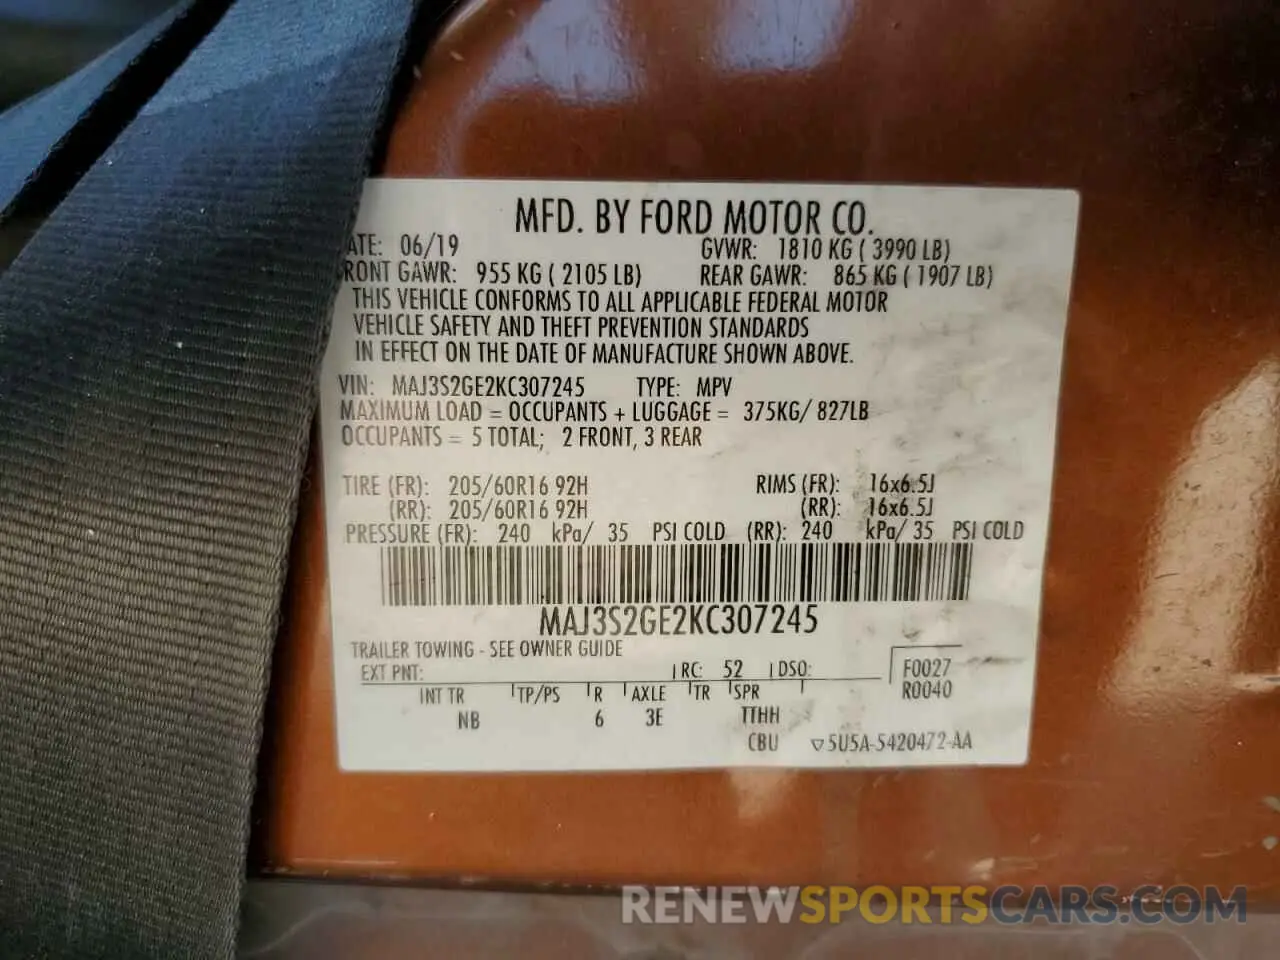 MFD. BY FORD MOTOR CO.
ATE: 06/19 GVWR: 1810 KG ( 3990 LB)
RONT GAWR: 955 KG ( 2105 LB) REAR GAWR: 865 KG ( 1907 LB)
THIS VEHICLE CONFORMS TO ALL APPLICABLE FEDERAL MOTOR
VEHICLE SAFETY AND THEFT PREVENTION STANDARDS
IN EFFECT ON THE DATE OF MANUFACTURE SHOWN ABOVE.
VIN: MAJ3S2GE2KC307245 TYPE: MPV
MAXIMUM LOAD = OCCUPANTS + LUGGAGE = 375KG/ 827LB
OCCUPANTS = 5 TOTAL; 2 FRONT, 3 REAR
TIRE (FR): 205/60R16 92H RIMS (FR): 16x6.5J
(RR): 205/60R16 92H (RR): 16x6.5J
PRESSURE (FR): 240 kPa/ 35 PSI COLD (RR): 240 kPa/ 35 PSI COLD
MAJ3S2GE2KC307245
TRAILER TOWING - SEE OWNER GUIDE
EXT PNT: RC: 52 DSO: F0027
INT TR TP/PS R AXLE TR SPR R0040
NB 6 3E TTHH
CBU ▽5U5A-5420472-AA
RENEWSPORTSCARS.COM